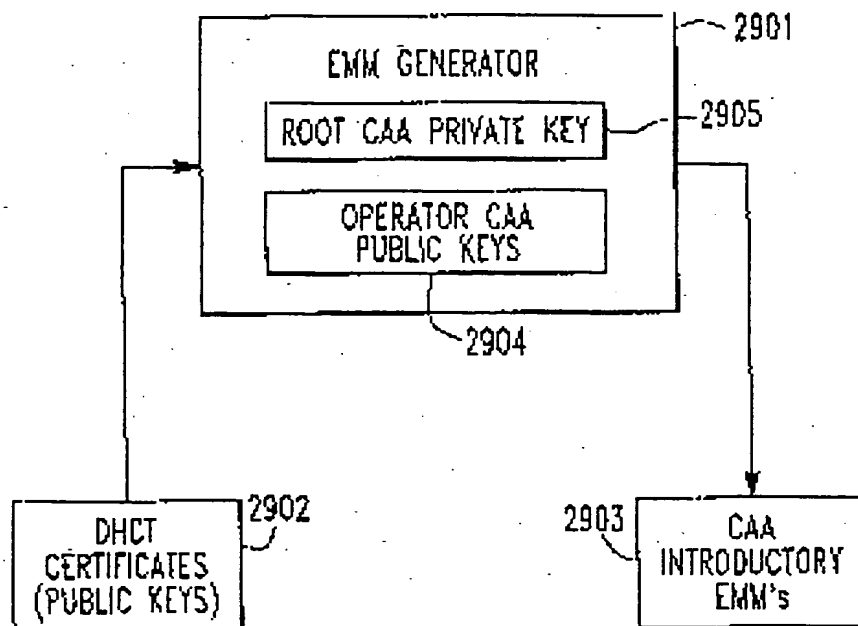 2901
EMM GENERATOR
ROOT CAA PRIVATE KEY
2905
OPERATOR CAA
PUBLIC KEYS
2904
DHCT
CERTIFICATES
(PUBLIC KEYS)
2902
2903
CAA
INTRODUCTORY
EMM's